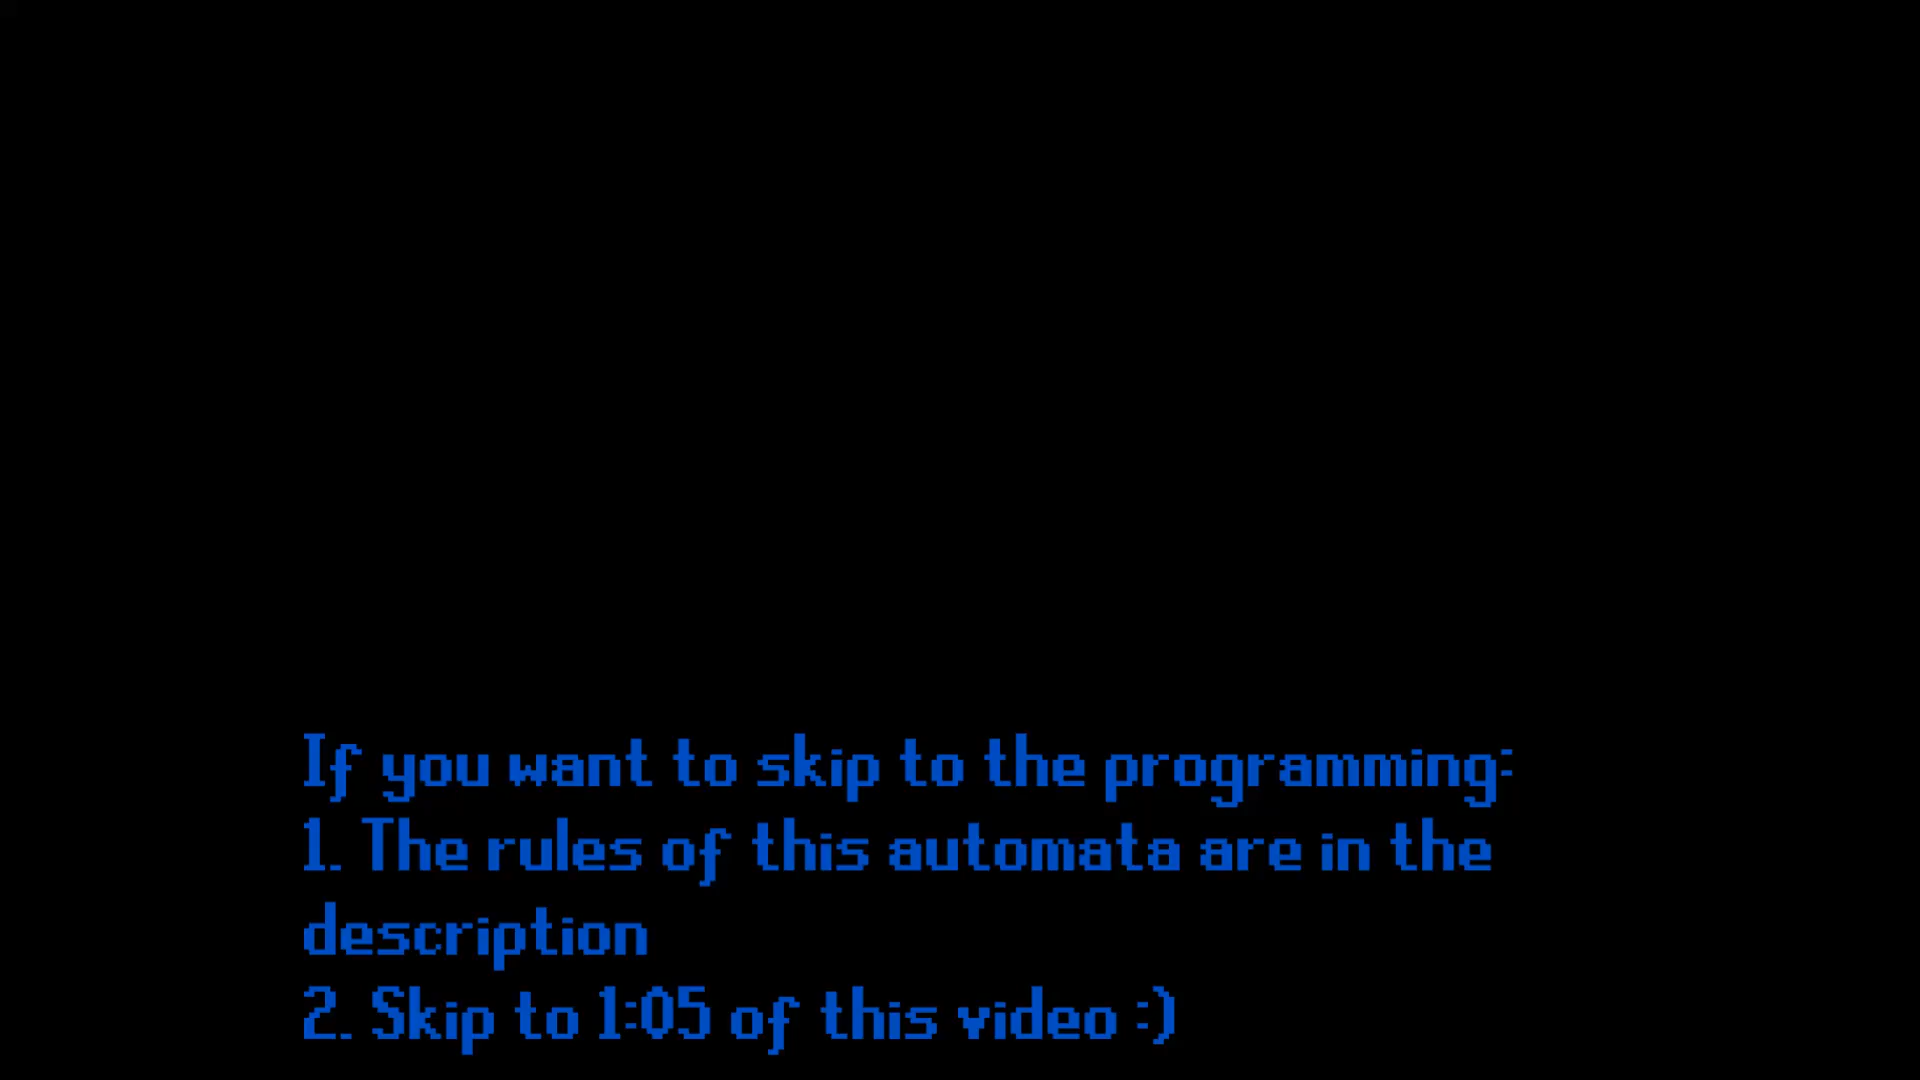 If you want to skip to the programming:
1. The rules of this automata are in the
description
2. Skip to 1:05 of this video :)